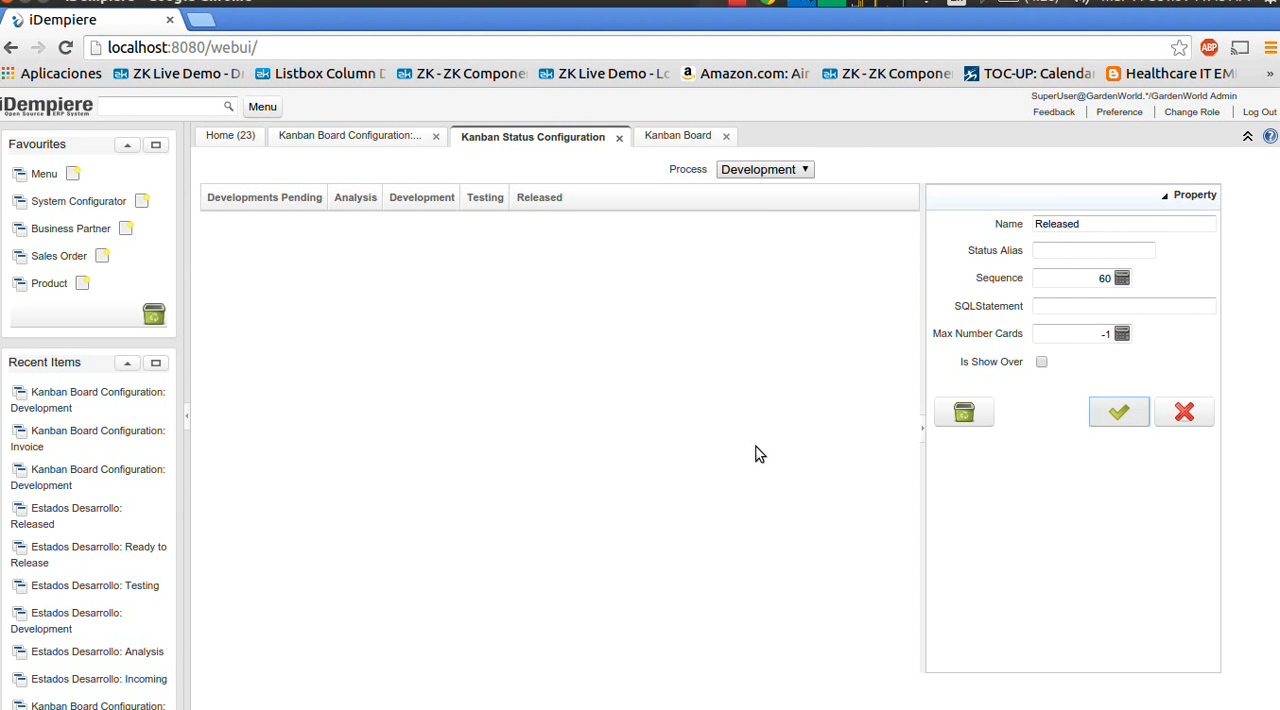 iDempiere
localhost:8080/webui/
ABP
Aplicaciones
ZK Live Demo - D
Listbox Column
ZK - ZK Compone
ZK Live Demo - L
Amazon.com: Air
ZK - ZK Compone
TOC-UP: Calenda
Healthcare IT EM
»
iDempiere
Open Source ERP System
Menu
SuperUser@GardenWorld.*/GardenWorld Admin
Feedback | Preference | Change Role | Log Out
Favourites
Menu
System Configurator
Business Partner
Sales Order
Product
Recent Items
Kanban Board Configuration:
Development
Kanban Board Configuration:
Invoice
Kanban Board Configuration:
Development
Estados Desarrollo:
Released
Estados Desarrollo: Ready to
Release
Estados Desarrollo: Testing
Estados Desarrollo:
Development
Estados Desarrollo: Analysis
Estados Desarrollo: Incoming
Kanban Board Configuration:
Home (23)
Kanban Board Configuration:...
Kanban Status Configuration
Kanban Board
Process
Development
Developments Pending
Analysis
Development
Testing
Released
Property
Name
Released
Status Alias
Sequence
60
SQLStatement
Max Number Cards
-1
Is Show Over